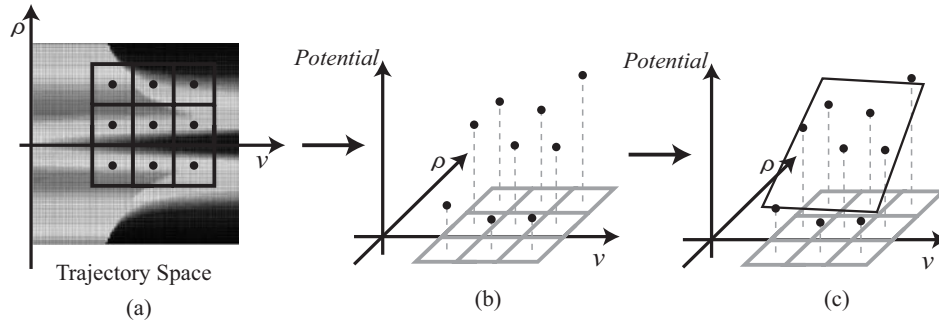 ρ
v
Trajectory Space
(a)
Potential
ρ
v
(b)
Potential
ρ
v
(c)